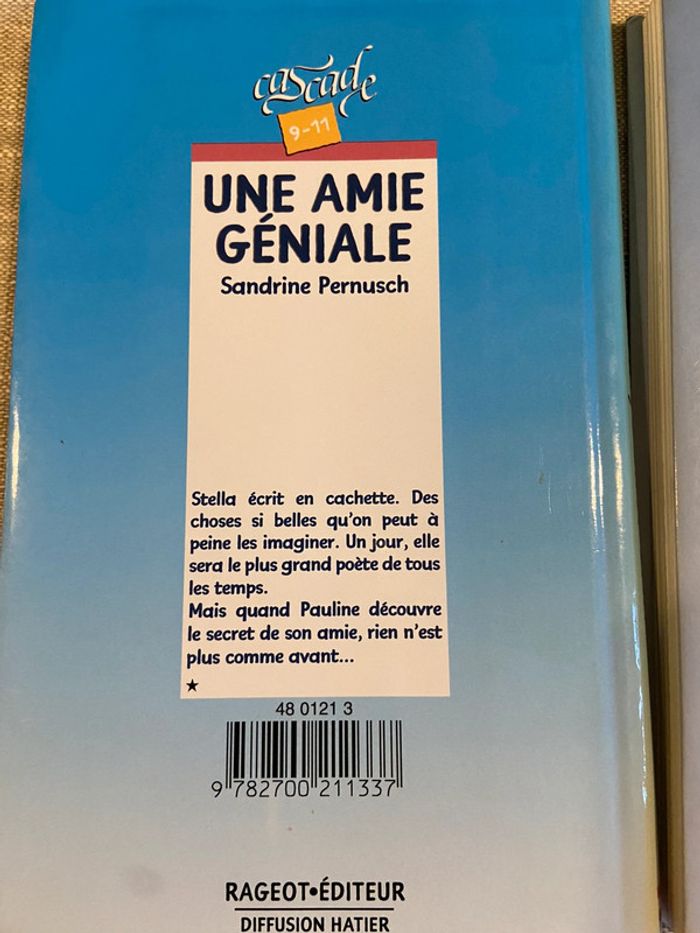 cascade
9-11
UNE AMIE
GÉNIALE
Sandrine Pernusch
Stella écrit en cachette. Des
choses si belles qu'on peut à
peine les imaginer. Un jour, elle
sera le plus grand poète de tous
les temps.
Mais quand Pauline découvre
le secret de son amie, rien n'est
plus comme avant...
48 0121 3
9 782700 211337
RAGEOT•ÉDITEUR
DIFFUSION HATIER